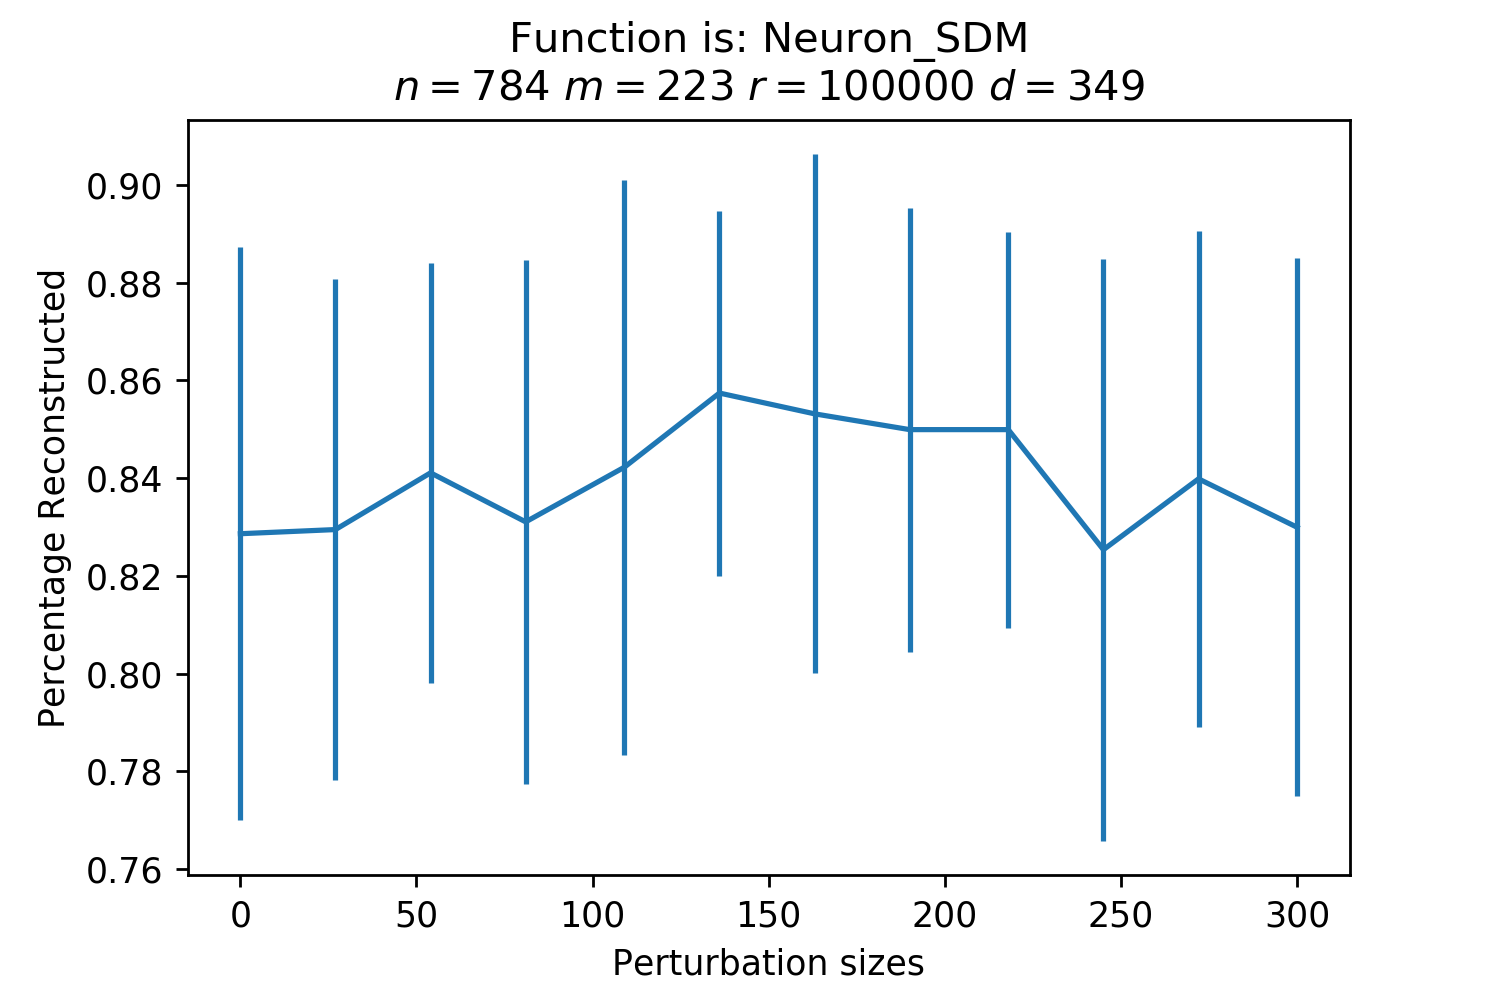 Function is: Neuron_SDM
n = 784 m = 223 r = 100000 d = 349
Percentage Reconstructed
0.90
0.88
0.86
0.84
0.82
0.80
0.78
0.76
0 50 100 150 200 250 300
Perturbation sizes